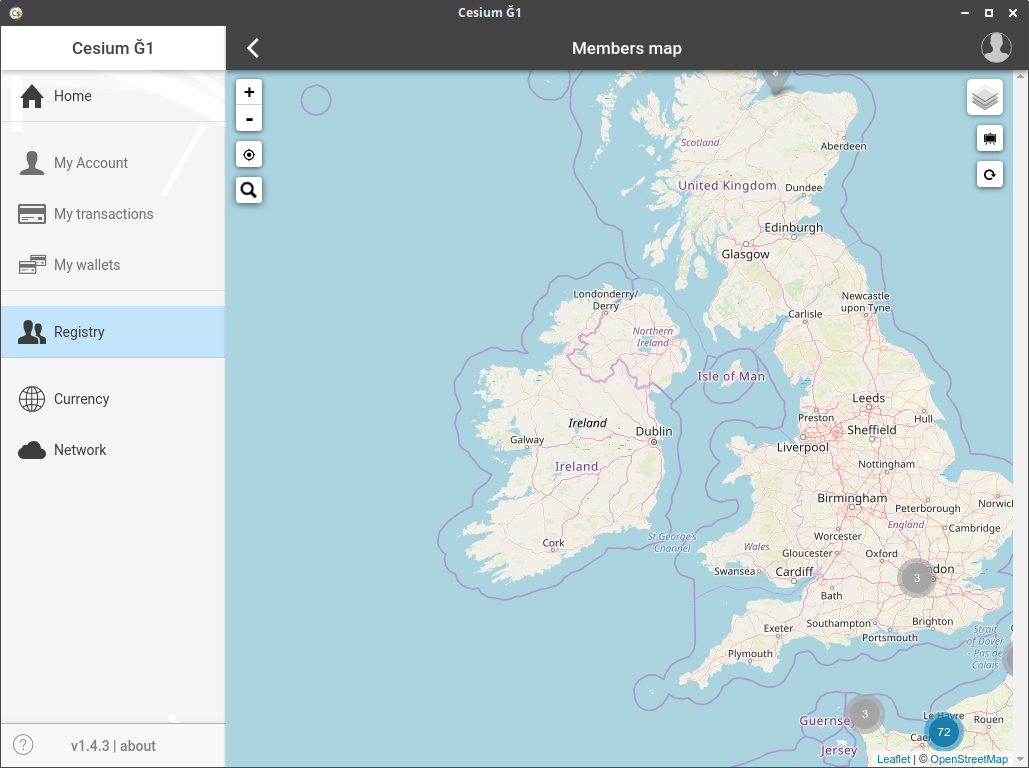 Cesium Ğ1
Cesium Ğ1
Members map
Home
My Account
My transactions
My wallets
Registry
Currency
Network
?
v1.4.3 | about
+
-
Scotland
Aberdeen
United Kingdom
Dundee
Edinburgh
Glasgow
Londonderry/
Derry
Newcastle
upon Tyne
Carlisle
Northern
Ireland
Isle of Man
Leeds
Preston
Hull
Ireland
Sheffield
Dublin
Galway
Liverpool
Ireland
Nottingham
Birmingham
Peterborough
Norwic
England
Cambridge
Worcester
St George's
Channel
Cork
Wales
Gloucester
Oxford
Swansea
Cardiff
3
don
Bath
Exeter
Southampton
Brighton
Portsmouth
Strait
of Dover
- Pas de
Calais
Plymouth
Guernse
3
Le Havre
Rouen
Cae
72
Jersey
Leaflet | © OpenStreetMap